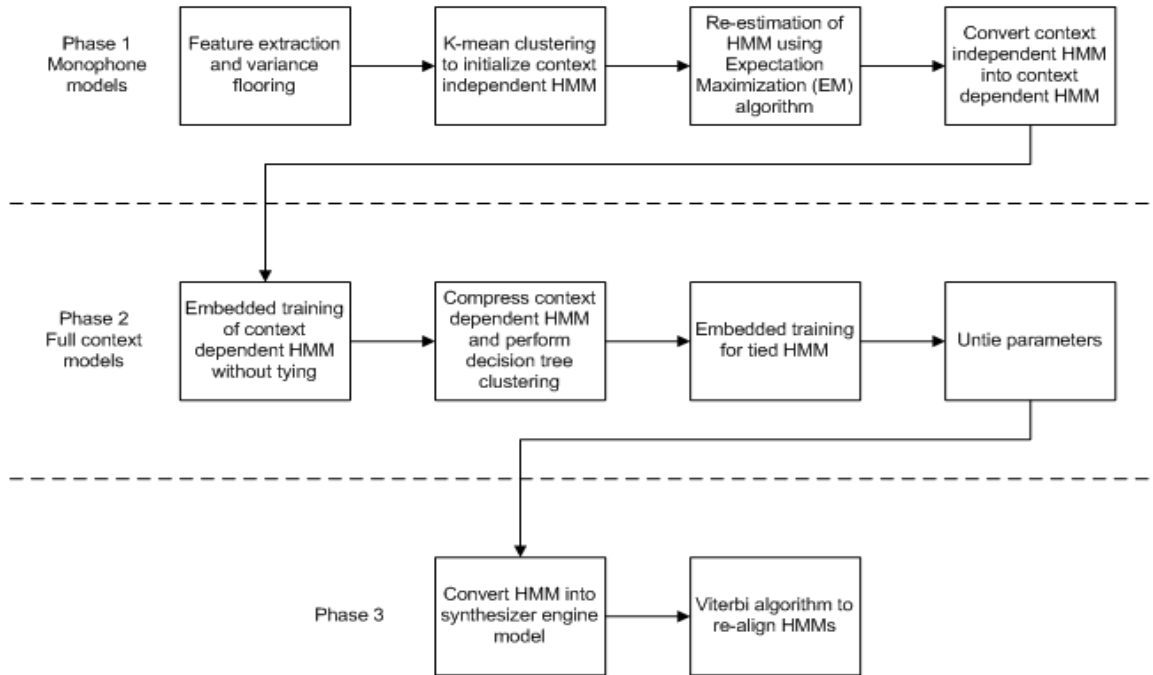 Phase 1
Monophone
models
Feature extraction
and variance
flooring
K-mean clustering
to initialize context
independent HMM
Re-estimation of
HMM using
Expectation
Maximization (EM)
algorithm
Convert context
independent HMM
into context
dependent HMM
Phase 2
Full context
models
Embedded training
of context
dependent HMM
without tying
Compress context
dependent HMM
and perform
decision tree
clustering
Embedded training
for tied HMM
Untie parameters
Phase 3
Convert HMM into
synthesizer engine
model
Viterbi algorithm to
re-align HMMs